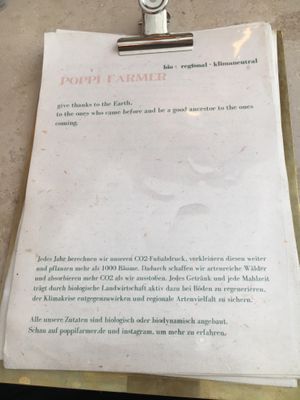 bio · regional · klimaneutral
POPPI FARMER
give thanks to the Earth.
to the ones who came before and be a good ancestor to the ones
coming.
Jedes Jahr berechnen wir unseren CO2-Fußabdruck, verkleinern diesen weiter
und pflanzen mehr als 1000 Bäume. Dadurch schaffen wir artenreiche Wälder
und absorbieren mehr CO2 als wir ausstoßen. Jedes Getränk und jede Mahlzeit
trägt durch biologische Landwirtschaft aktiv dazu bei Böden zu regenerieren,
der Klimakrise entgegenzuwirken und regionale Artenvielfalt zu sichern.
Alle unsere Zutaten sind biologisch oder biodynamisch angebaut.
Schau auf poppifarmer.de und instagram, um mehr zu erfahren.